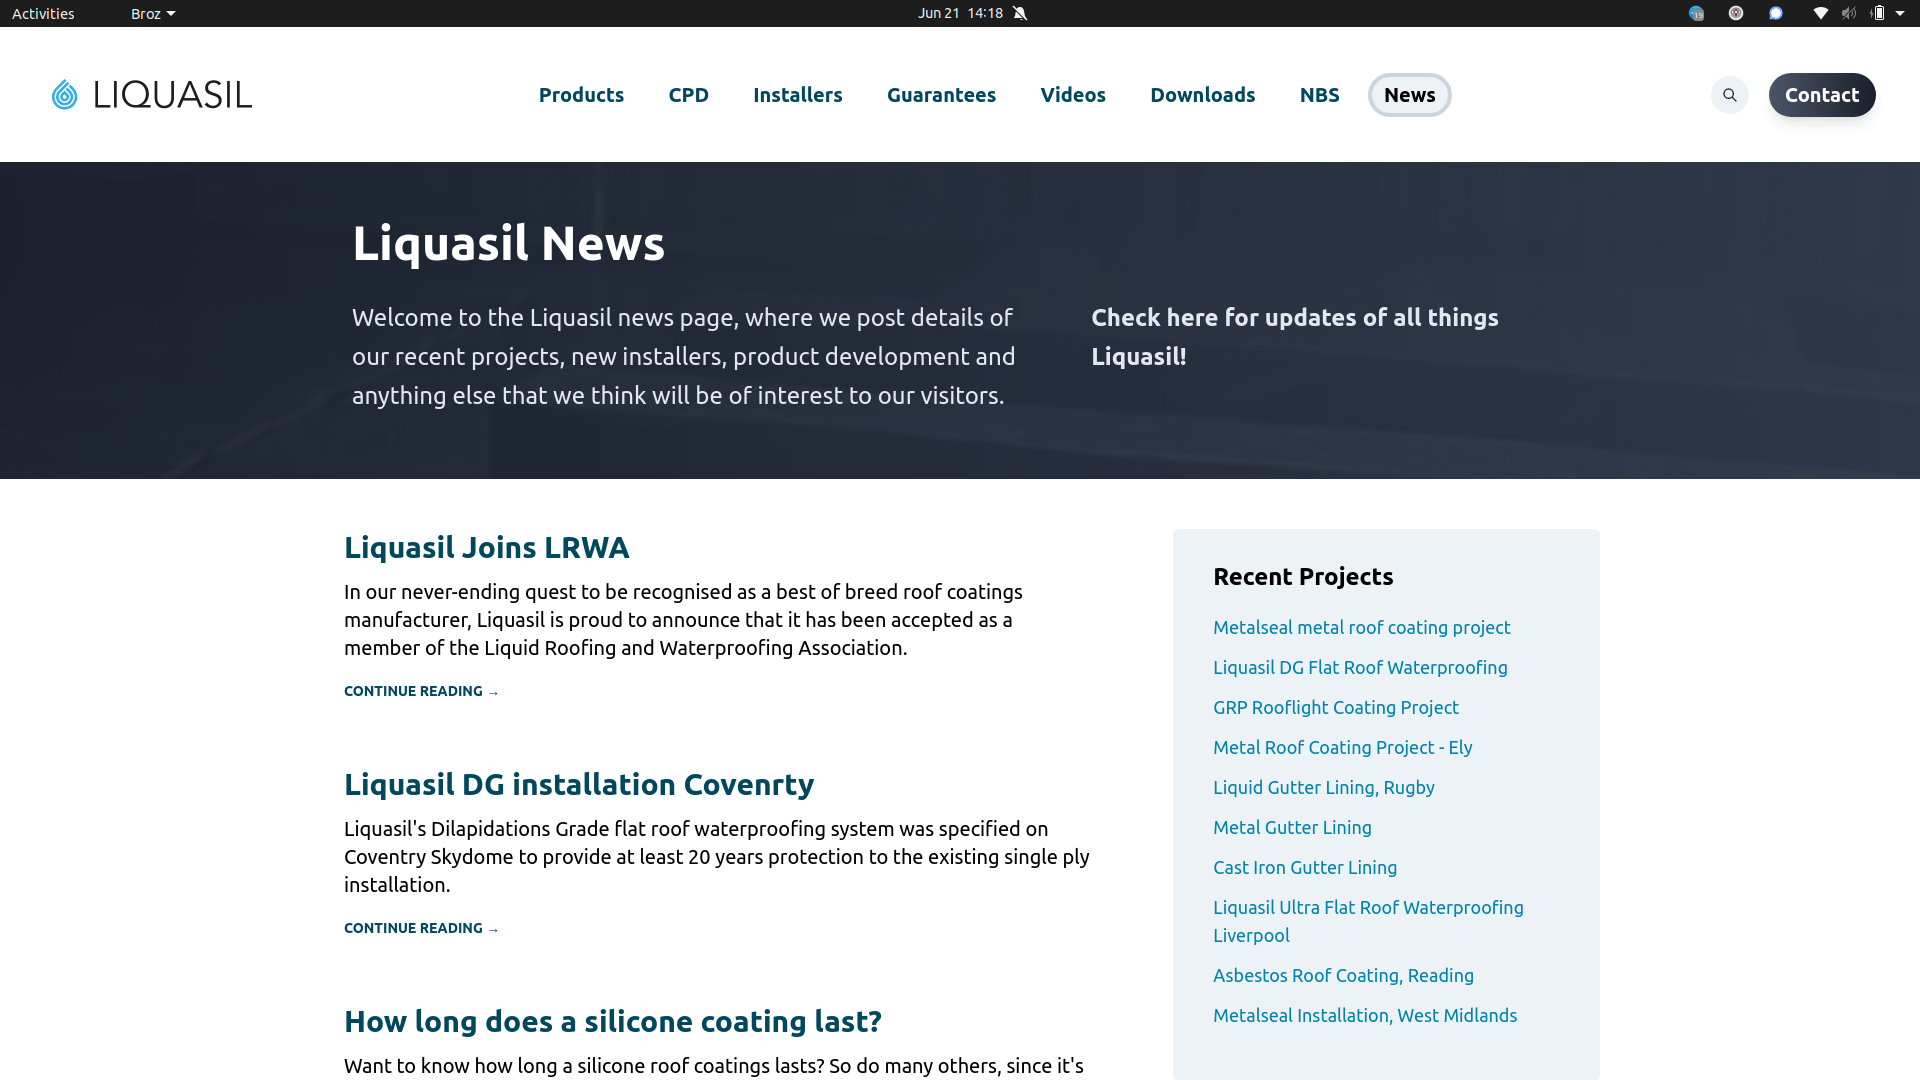 Activities
Broz
Jun 21 14:18
19
LIQUASIL
Products
CPD
Installers
Guarantees
Videos
Downloads
NBS
News
Contact
Liquasil News
Welcome to the Liquasil news page, where we post details of
our recent projects, new installers, product development and
anything else that we think will be of interest to our visitors.
Check here for updates of all things
Liquasil!
Liquasil Joins LRWA
In our never-ending quest to be recognised as a best of breed roof coatings
manufacturer, Liquasil is proud to announce that it has been accepted as a
member of the Liquid Roofing and Waterproofing Association.
CONTINUE READING →
Liquasil DG installation Covenrty
Liquasil's Dilapidations Grade flat roof waterproofing system was specified on
Coventry Skydome to provide at least 20 years protection to the existing single ply
installation.
CONTINUE READING →
How long does a silicone coating last?
Want to know how long a silicone roof coatings lasts? So do many others, since it's
Recent Projects
Metalseal metal roof coating project
Liquasil DG Flat Roof Waterproofing
GRP Rooflight Coating Project
Metal Roof Coating Project - Ely
Liquid Gutter Lining, Rugby
Metal Gutter Lining
Cast Iron Gutter Lining
Liquasil Ultra Flat Roof Waterproofing
Liverpool
Asbestos Roof Coating, Reading
Metalseal Installation, West Midlands